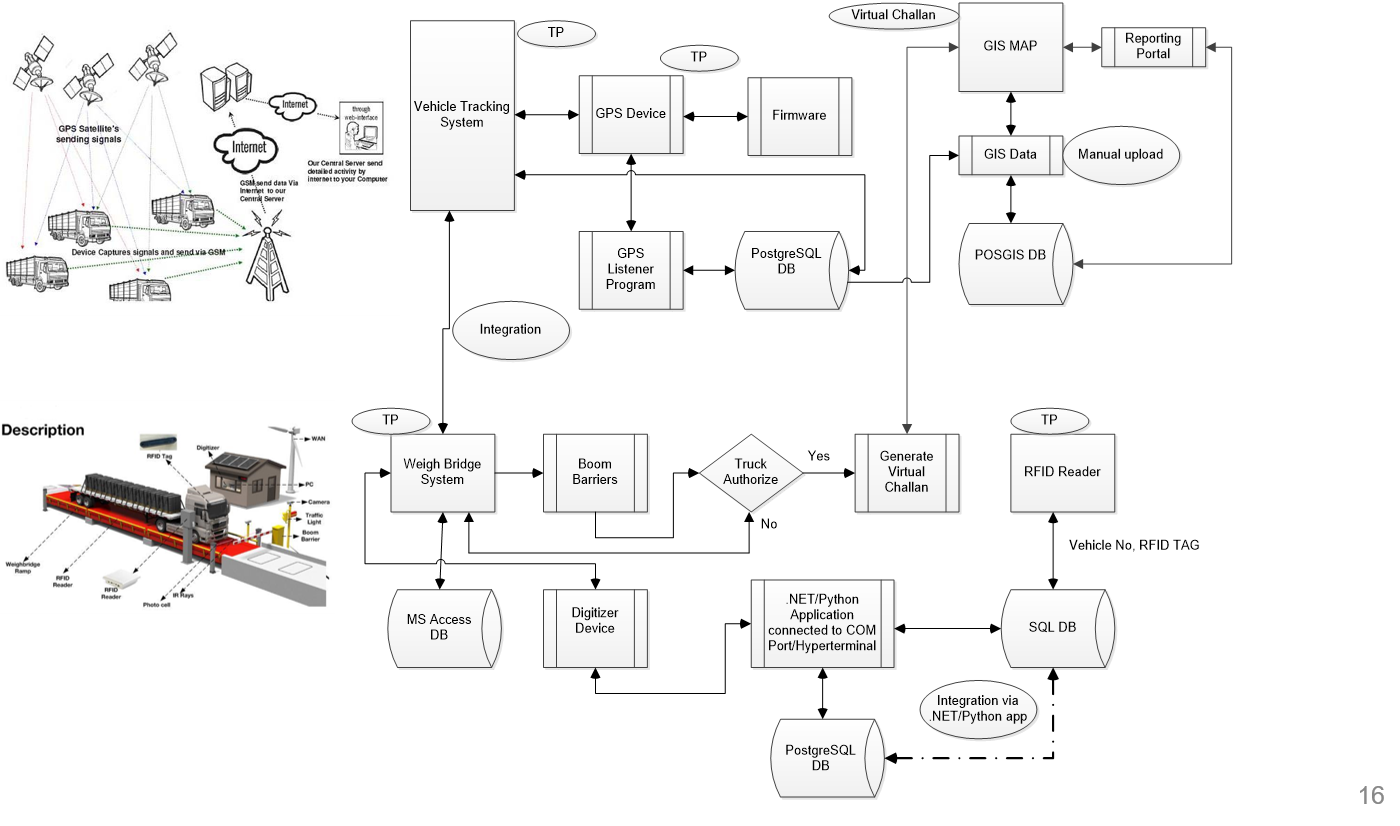 GPS Satellite's
sending signals
Internet
Internet
through
web-interface
Our Central Server send
detailed activity by
internet to your Computer
GSM send data Via
Internet to our
Central Server
Device Captures signals and send via GSM
Vehicle Tracking
System
TP
TP
GPS Device
Firmware
GPS
Listener
Program
PostgreSQL
DB
Virtual Challan
GIS MAP
Reporting
Portal
GIS Data
Manual upload
POSGIS DB
Integration
Description
RFID Tag
Digitizer
WAN
PC
Camera
Traffic
Light
Boom
Barrier
Weighbridge
Ramp
RFID
Reader
RFID
Reader
Photo cell
IR Rays
TP
Weigh Bridge
System
Boom
Barriers
Truck
Authorize
Yes
No
Generate
Virtual
Challan
TP
RFID Reader
Vehicle No, RFID TAG
MS Access
DB
Digitizer
Device
.NET/Python
Application
connected to COM
Port/Hyperterminal
SQL DB
Integration via
.NET/Python app
PostgreSQL
DB
16